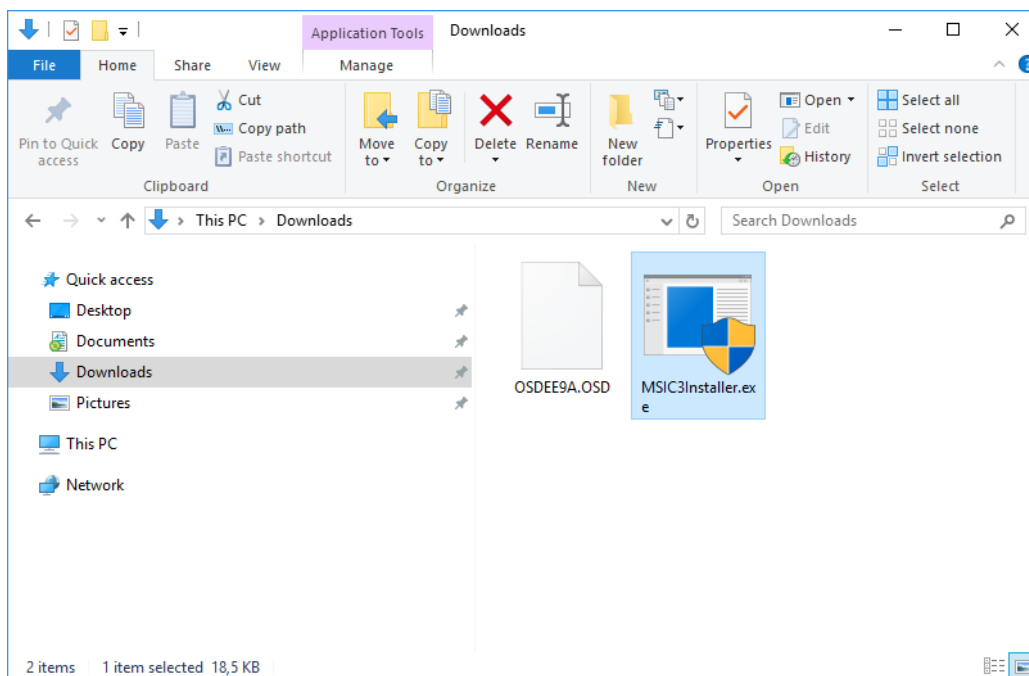 Application Tools
Downloads
File
Home
Share
View
Manage
Pin to Quick
access
Copy
Paste
Cut
Copy path
Paste shortcut
Clipboard
Move
to
Copy
to
Delete
Rename
Organize
New
folder
New
Properties
Open
Edit
History
Open
Select all
Select none
Invert selection
Select
This PC
Downloads
Search Downloads
Quick access
Desktop
Documents
Downloads
Pictures
This PC
Network
OSDEE9A.OSD
MSIC3Installer.ex
e
2 items
1 item selected 18,5 KB